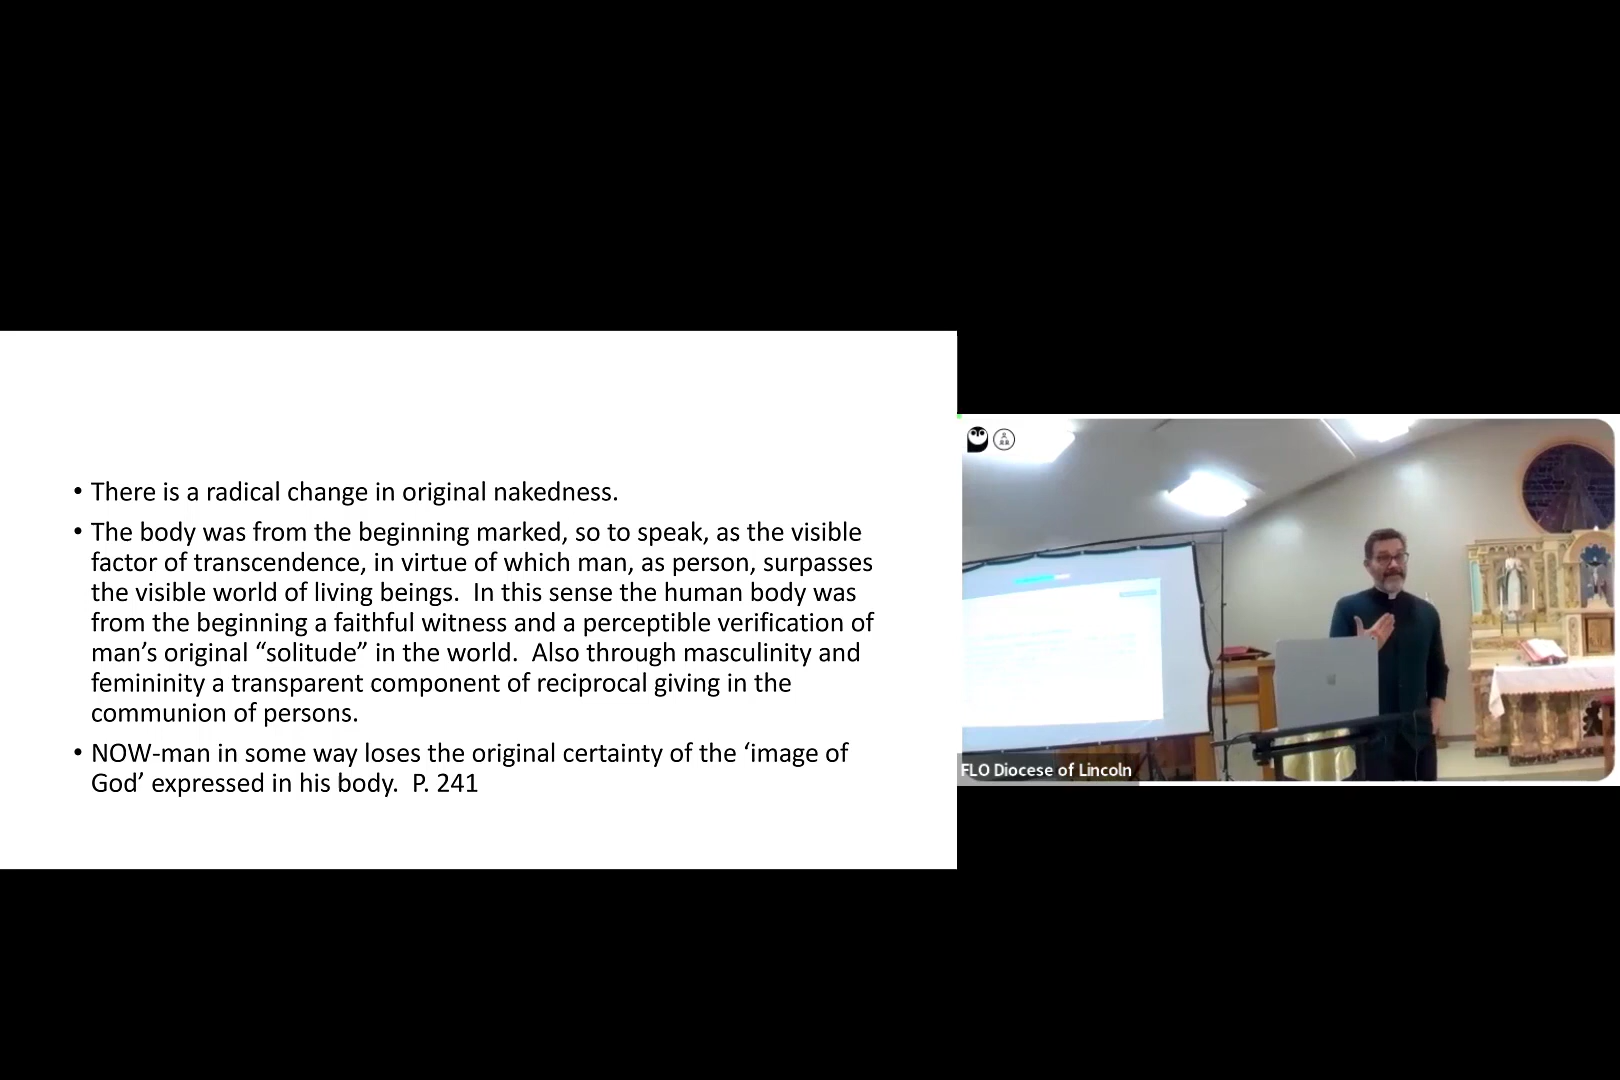 • There is a radical change in original nakedness.
• The body was from the beginning marked, so to speak, as the visible
factor of transcendence, in virtue of which man, as person, surpasses
the visible world of living beings.  In this sense the human body was
from the beginning a faithful witness and a perceptible verification of
man’s original “solitude” in the world.  Also through masculinity and
femininity a transparent component of reciprocal giving in the
communion of persons.
• NOW-man in some way loses the original certainty of the ‘image of
God’ expressed in his body.  P. 241
FLO Diocese of Lincoln